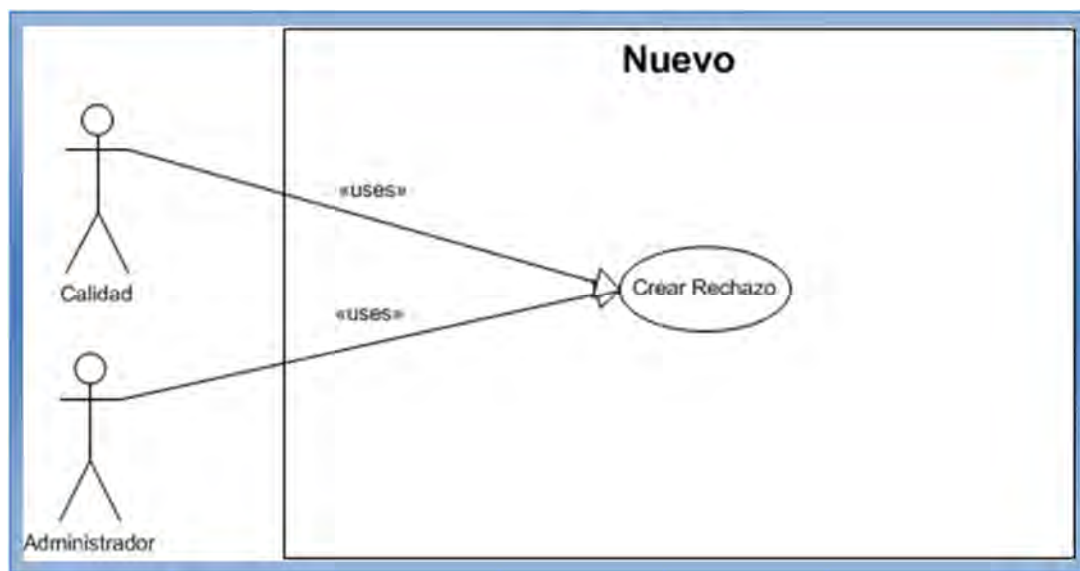 Nuevo
«uses»
Crear Rechazo
Calidad
«uses»
Administrador